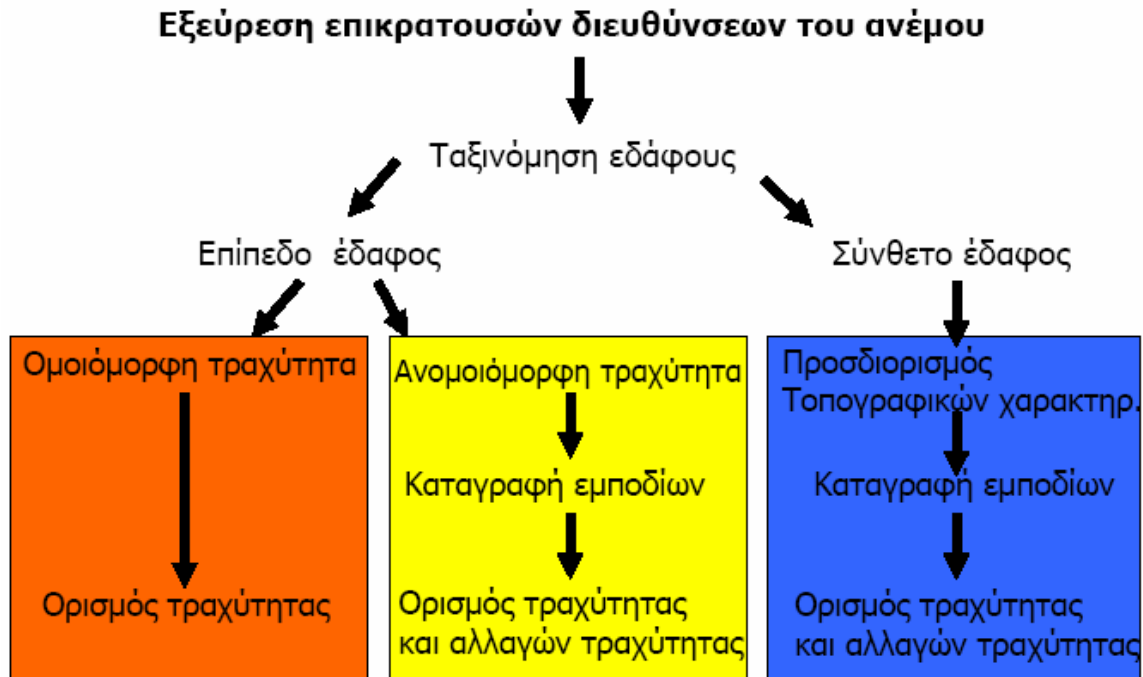 Εξεύρεση επικρατουσών διευθύνσεων του ανέμου
Ταξινόμηση εδάφους
Επίπεδο έδαφος
Σύνθετο έδαφος
Ομοιόμορφη τραχύτητα
Ορισμός τραχύτητας
Ανομοιόμορφη τραχύτητα
Καταγραφή εμποδίων
Ορισμός τραχύτητας
και αλλαγών τραχύτητας
Προσδιορισμός
Τοπογραφικών χαρακτηρ.
Καταγραφή εμποδίων
Ορισμός τραχύτητας
και αλλαγών τραχύτητας